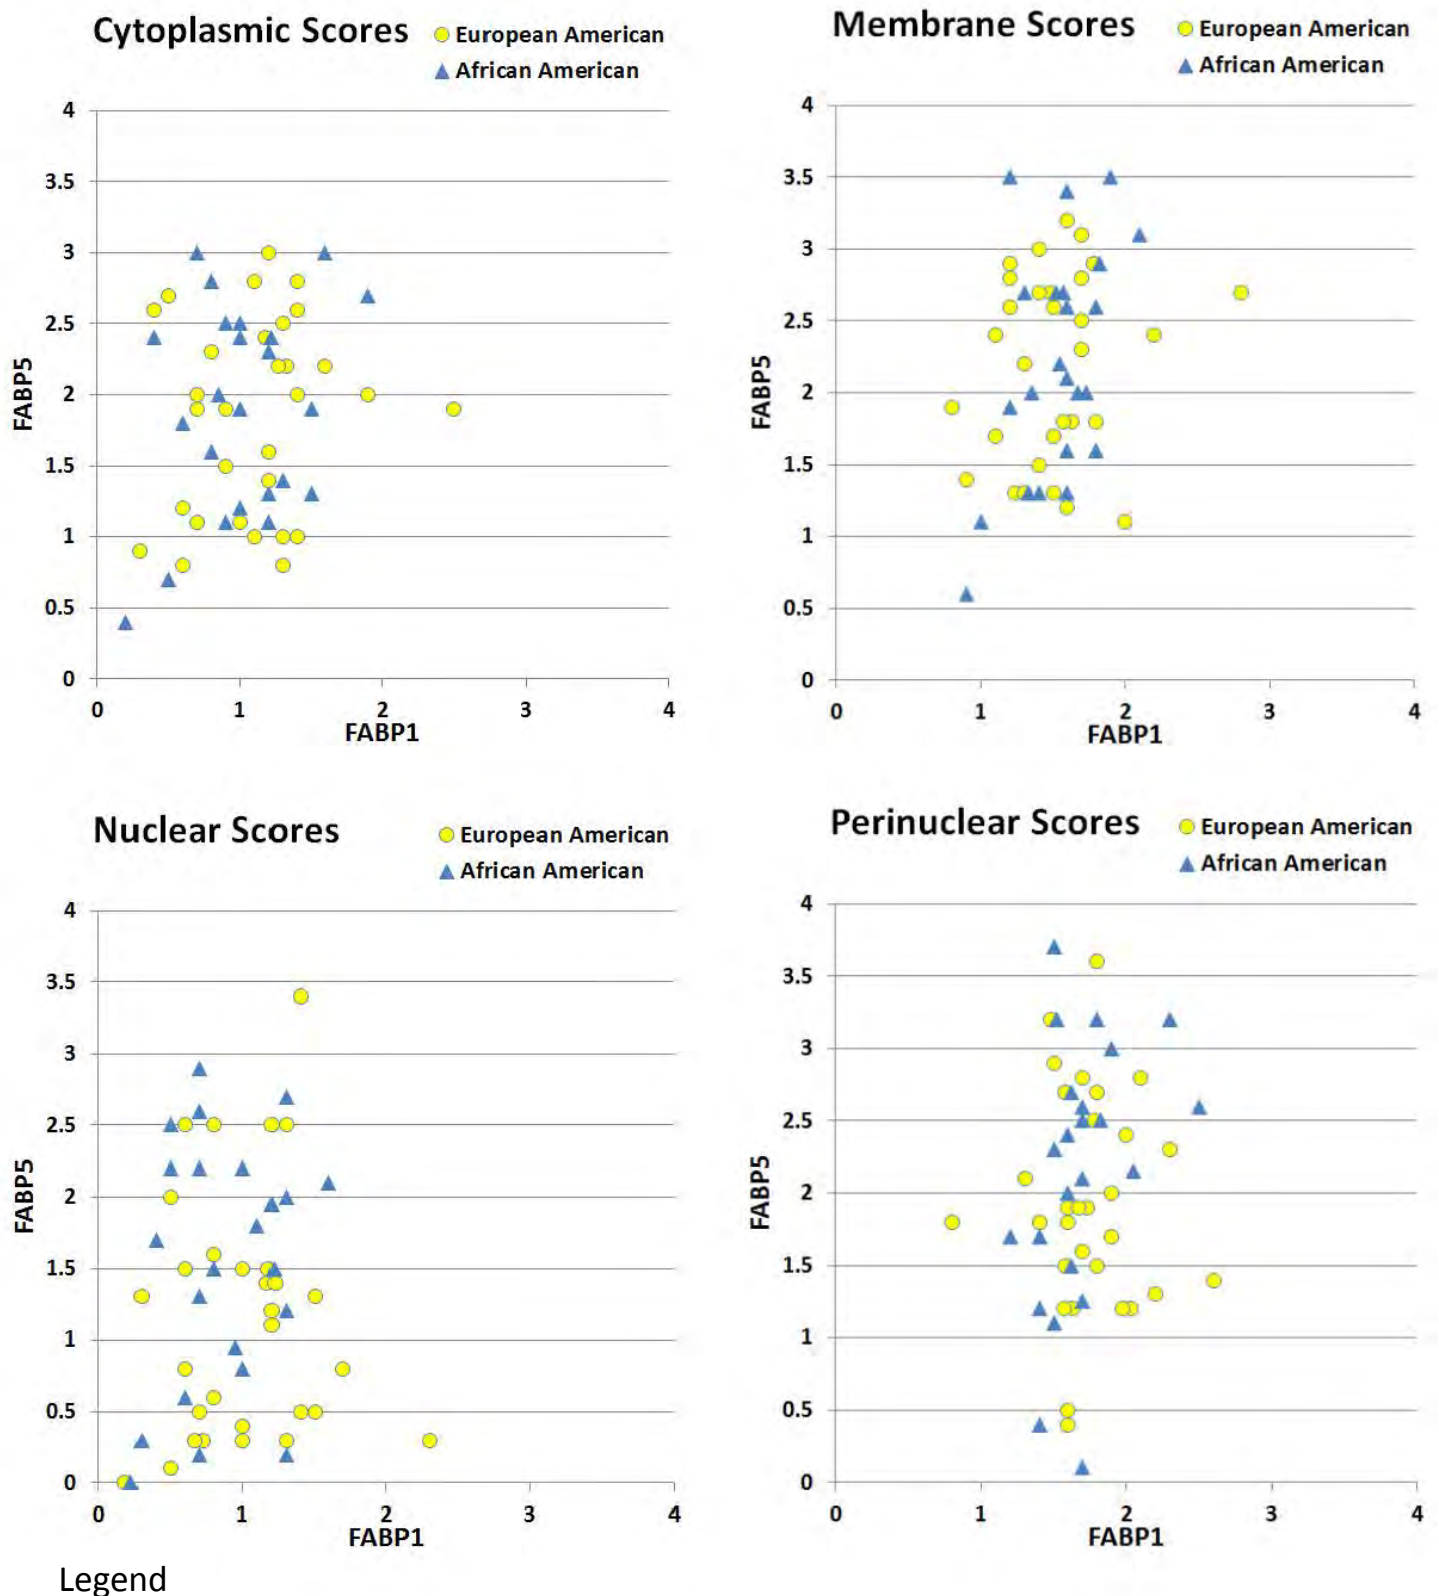 Cytoplasmic Scores
European American
African American
4
3.5
3
2.5
2
1.5
1
0.5
0
FABP5
0 1 2 3 4
FABP1
Membrane Scores
European American
African American
4
3.5
3
2.5
2
1.5
1
0.5
0
FABP5
0 1 2 3 4
FABP1
Nuclear Scores
European American
African American
4
3.5
3
2.5
2
1.5
1
0.5
0
FABP5
0 1 2 3 4
FABP1
Perinuclear Scores
European American
African American
4
3.5
3
2.5
2
1.5
1
0.5
0
FABP5
0 1 2 3 4
FABP1
Legend